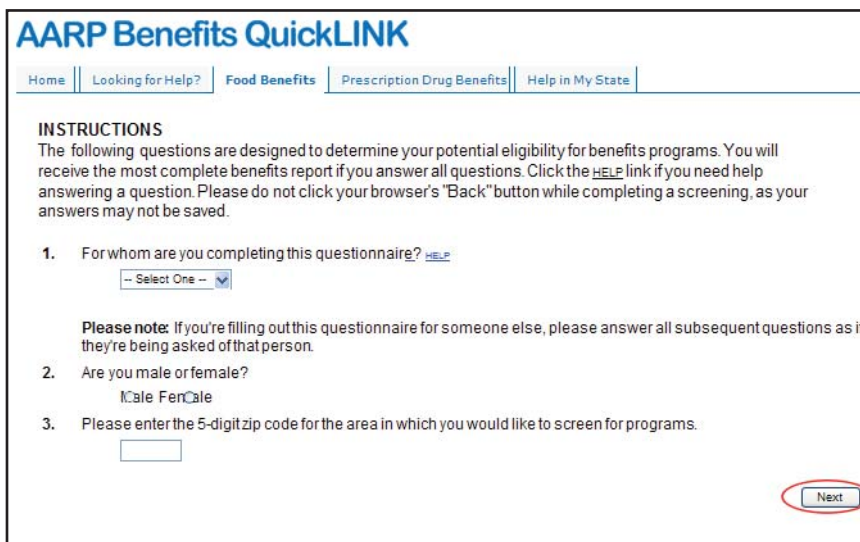 AARP Benefits QuickLINK
Home Looking for Help? Food Benefits Prescription Drug Benefits Help in My State
INSTRUCTIONS
The following questions are designed to determine your potential eligibility for benefits programs. You will
receive the most complete benefits report if you answer all questions. Click the HELP link if you need help
answering a question. Please do not click your browser's "Back" button while completing a screening, as your
answers may not be saved.
1. For whom are you completing this questionnaire? HELP
-- Select One --
Please note: If you're filling out this questionnaire for someone else, please answer all subsequent questions as i
they're being asked of that person.
2. Are you male or female?
Male Female
3. Please enter the 5-digit zip code for the area in which you would like to screen for programs.
Next